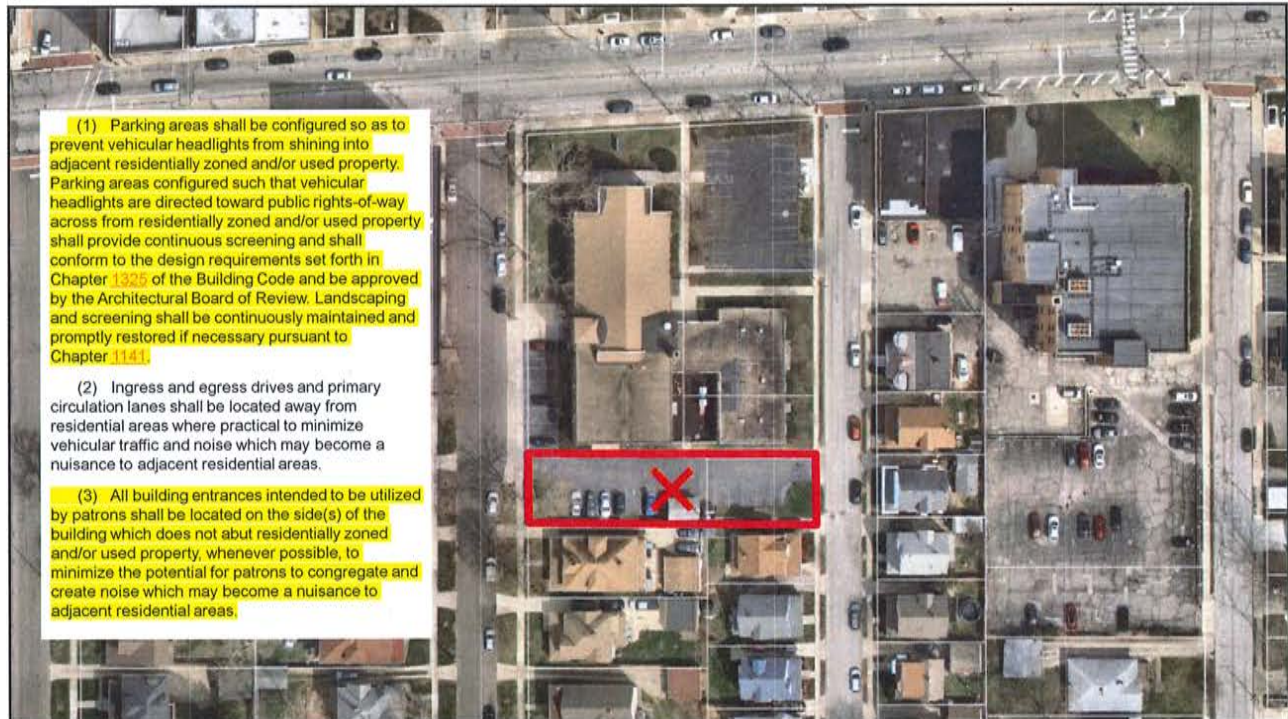 (1) Parking areas shall be configured so as to
prevent vehicular headlights from shining into
adjacent residentially zoned and/or used property.
Parking areas configured such that vehicular
headlights are directed toward public rights-of-way
across from residentially zoned and/or used property
shall provide continuous screening and shall
conform to the design requirements set forth in
Chapter 1325 of the Building Code and be approved
by the Architectural Board of Review. Landscaping
and screening shall be continuously maintained and
promptly restored if necessary pursuant to
Chapter 1141.
(2) Ingress and egress drives and primary
circulation lanes shall be located away from
residential areas where practical to minimize
vehicular traffic and noise which may become a
nuisance to adjacent residential areas.
(3) All building entrances intended to be utilized
by patrons shall be located on the side(s) of the
building which does not abut residentially zoned
and/or used property, whenever possible, to
minimize the potential for patrons to congregate and
create noise which may become a nuisance to
adjacent residential areas.